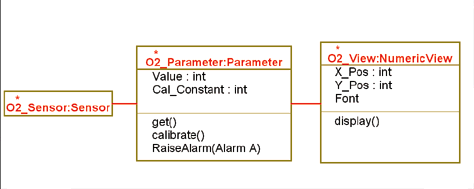 *
O2_Sensor:Sensor
*
O2_Parameter:Parameter
Value : int
Cal_Constant : int
get()
calibrate()
RaiseAlarm(Alarm A)
*
O2_View:NumericView
X_Pos : int
Y_Pos : int
Font
display()